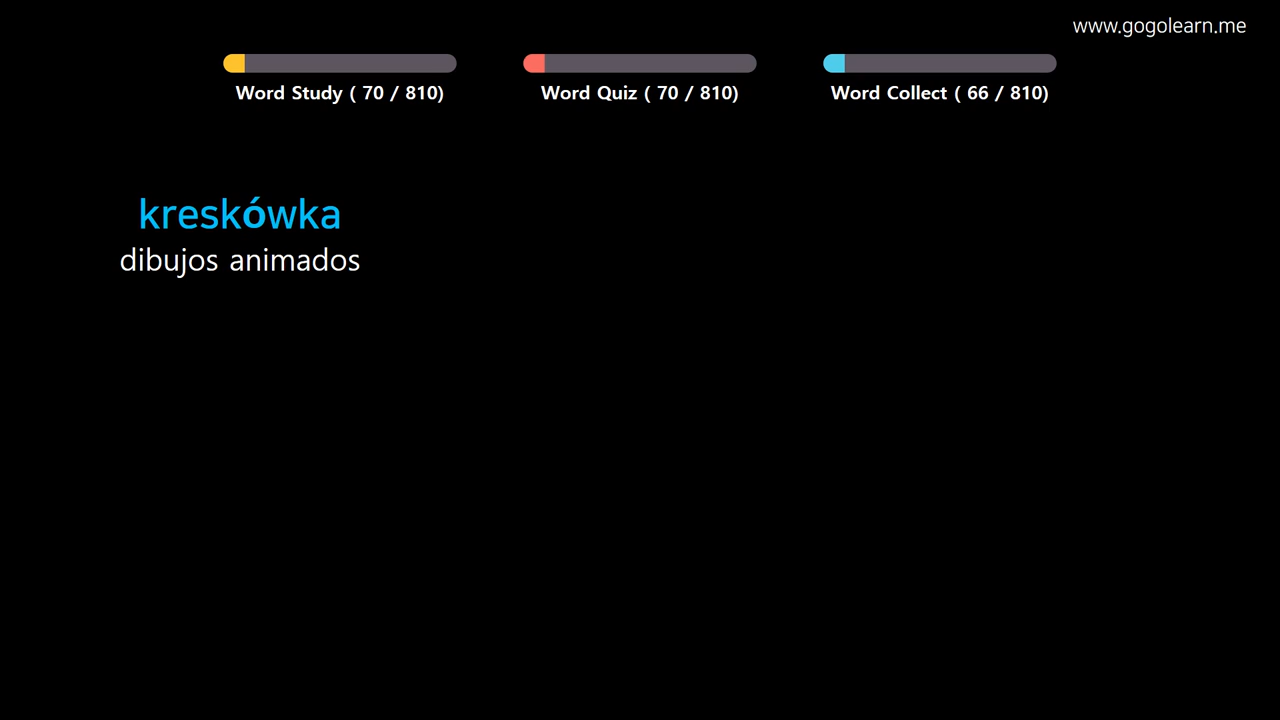 www.gogolearn.me
Word Study ( 70 / 810)
Word Quiz ( 70 / 810)
Word Collect ( 66 / 810)
kreskówka
dibujos animados